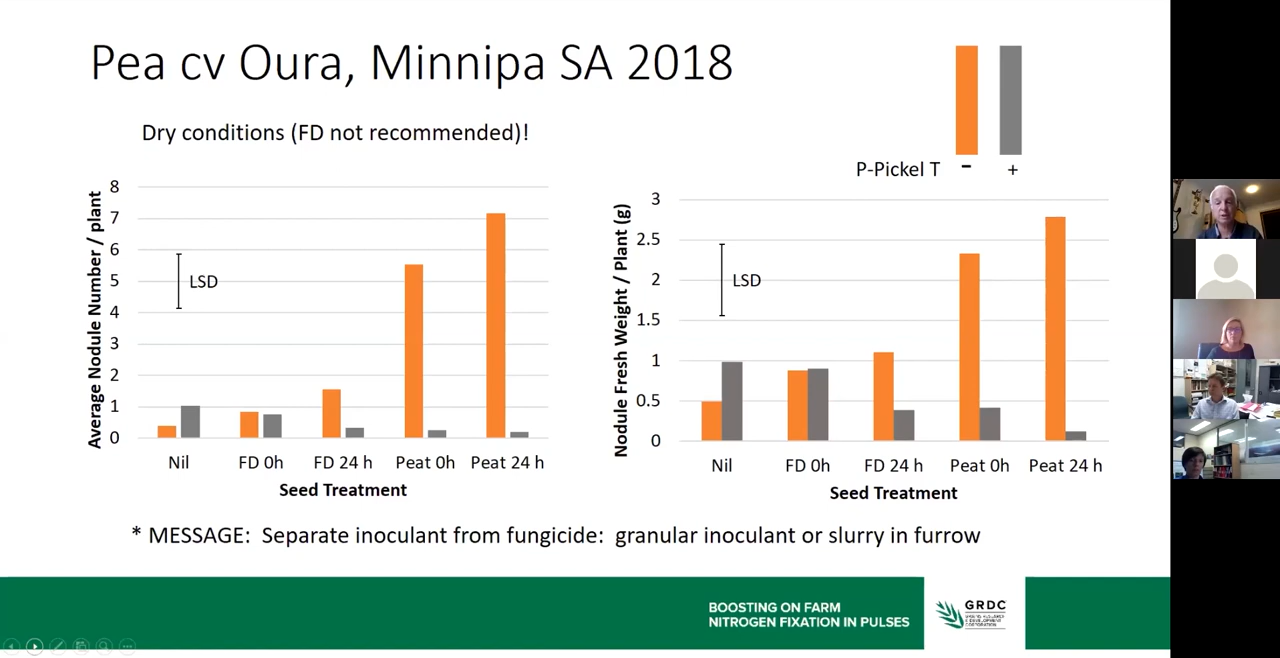 Pea cv Oura, Minnipa SA 2018
Dry conditions (FD not recommended)!
P-Pickel T - +
Average Nodule Number / plant
8
7
6
5
4
3
2
1
0
LSD
Nil FD 0h FD 24 h Peat 0h Peat 24 h
Seed Treatment
Nodule Fresh Weight / Plant (g)
3
2.5
2
1.5
1
0.5
0
LSD
Nil FD 0h FD 24 h Peat 0h Peat 24 h
Seed Treatment
* MESSAGE: Separate inoculant from fungicide: granular inoculant or slurry in furrow
BOOSTING ON FARM
NITROGEN FIXATION IN PULSES
GRDC
GRAINS RESEARCH
& DEVELOPMENT
CORPORATION